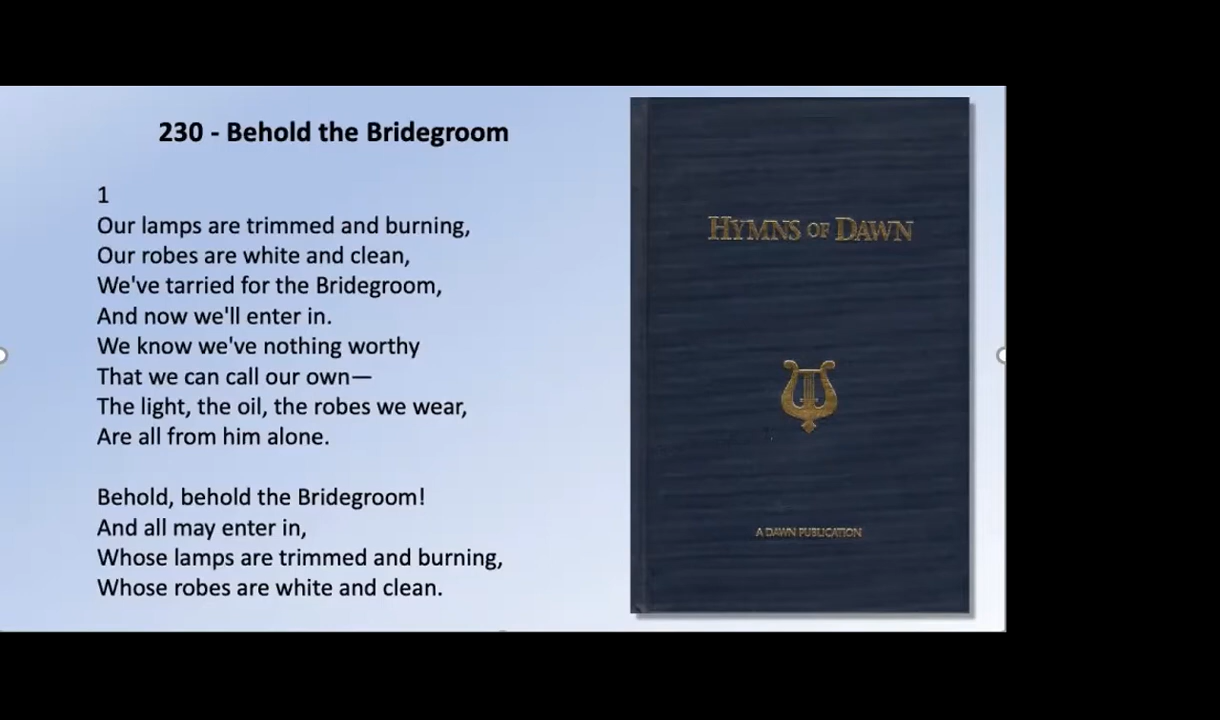 230 - Behold the Bridegroom
1
Our lamps are trimmed and burning,
Our robes are white and clean,
We've tarried for the Bridegroom,
And now we'll enter in.
We know we've nothing worthy
That we can call our own—
The light, the oil, the robes we wear,
Are all from him alone.
Behold, behold the Bridegroom!
And all may enter in,
Whose lamps are trimmed and burning,
Whose robes are white and clean.
HYMNS OF DAWN
A DAWN PUBLICATION